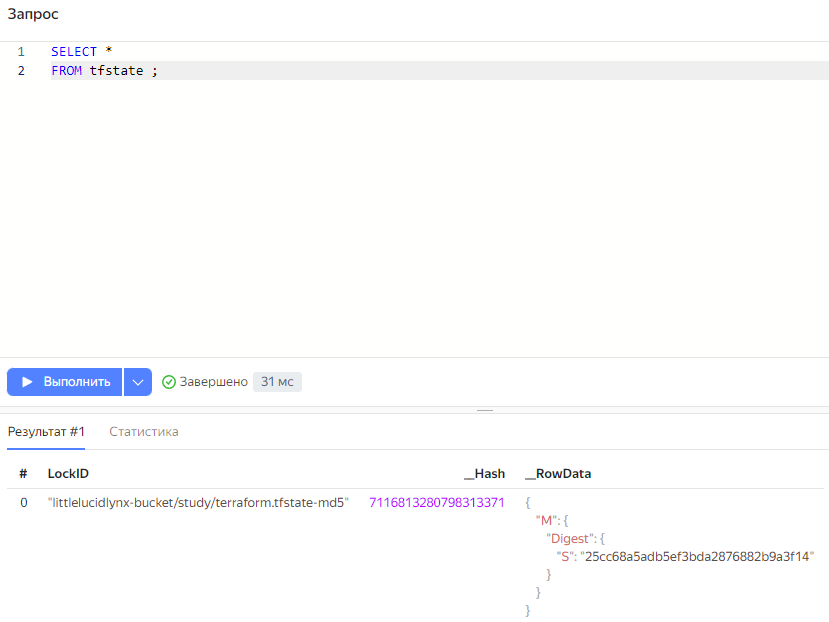 Запрос
1 SELECT *
2 FROM tfstate ;
Выполнить Завершено 31 мс
Результат #1 Статистика
# LockID __Hash __RowData
0 "littlelucidlynx-bucket/study/terraform.tfstate-md5" 7116813280798313371 {
"M": {
"Digest": {
"S": "25cc68a5adb5ef3bda2876882b9a3f14"
}
}
}